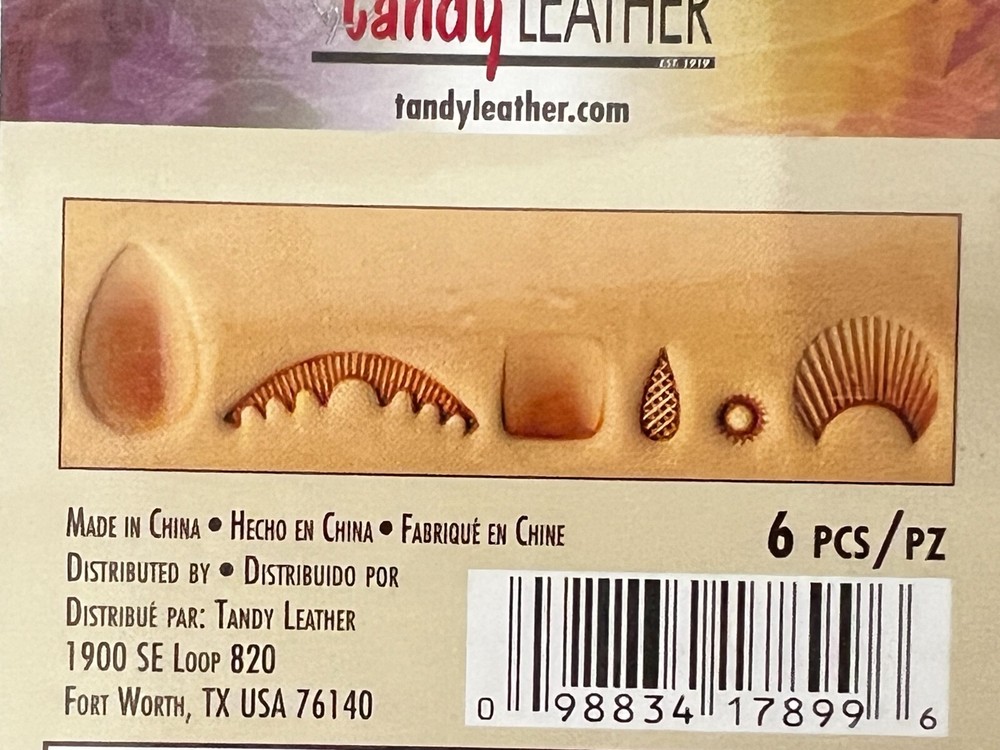 Tandy LEATHER
EST. 1919
tandyleather.com
MADE IN CHINA • HECHO EN CHINA • FABRIQUÉ EN CHINE
DISTRIBUTED BY • DISTRIBUIDO POR
DISTRIBUÉ PAR: TANDY LEATHER
1900 SE LOOP 820
FORT WORTH, TX USA 76140
6 PCS/PZ
0 98834 17899 6